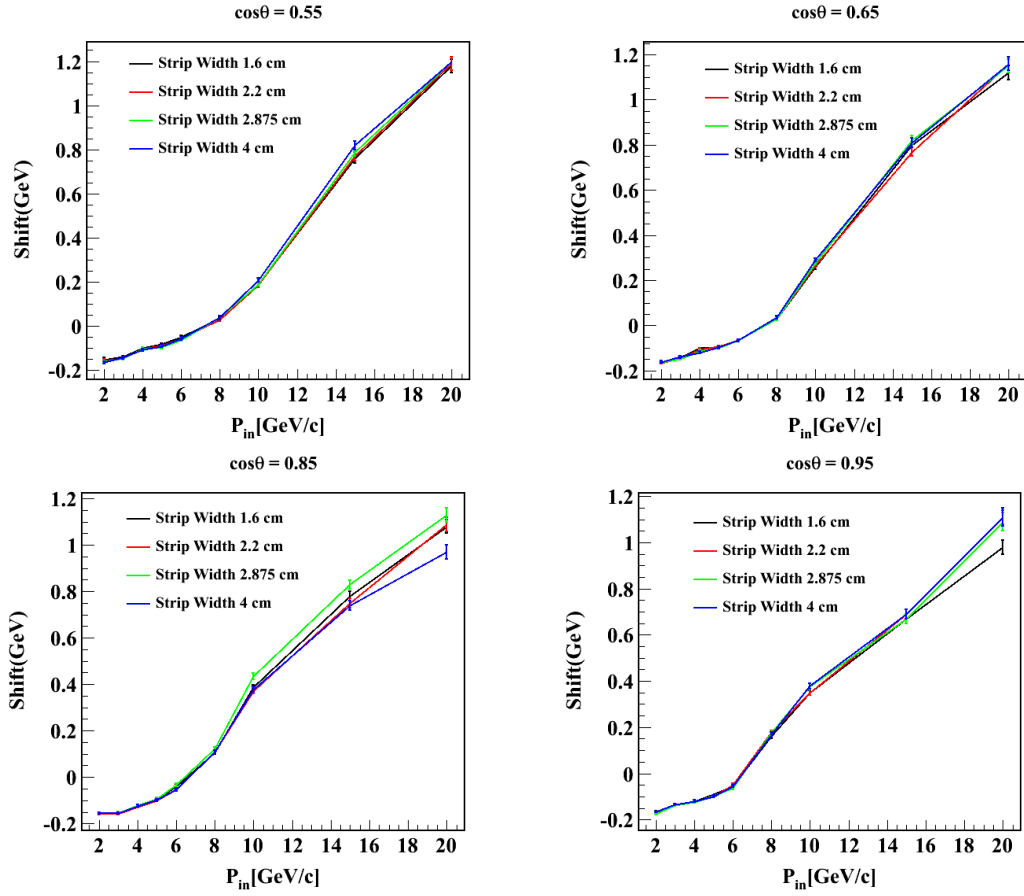 cosθ = 0.55
Strip Width 1.6 cm
Strip Width 2.2 cm
Strip Width 2.875 cm
Strip Width 4 cm
1.2
1
0.8
0.6
0.4
0.2
0
-0.2
Shift(GeV)
2 4 6 8 10 12 14 16 18 20
P_in[GeV/c]
cosθ = 0.65
Strip Width 1.6 cm
Strip Width 2.2 cm
Strip Width 2.875 cm
Strip Width 4 cm
1.2
1
0.8
0.6
0.4
0.2
0
-0.2
Shift(GeV)
2 4 6 8 10 12 14 16 18 20
P_in[GeV/c]
cosθ = 0.85
Strip Width 1.6 cm
Strip Width 2.2 cm
Strip Width 2.875 cm
Strip Width 4 cm
1.2
1
0.8
0.6
0.4
0.2
0
-0.2
Shift(GeV)
2 4 6 8 10 12 14 16 18 20
P_in[GeV/c]
cosθ = 0.95
Strip Width 1.6 cm
Strip Width 2.2 cm
Strip Width 2.875 cm
Strip Width 4 cm
1.2
1
0.8
0.6
0.4
0.2
0
-0.2
Shift(GeV)
2 4 6 8 10 12 14 16 18 20
P_in[GeV/c]